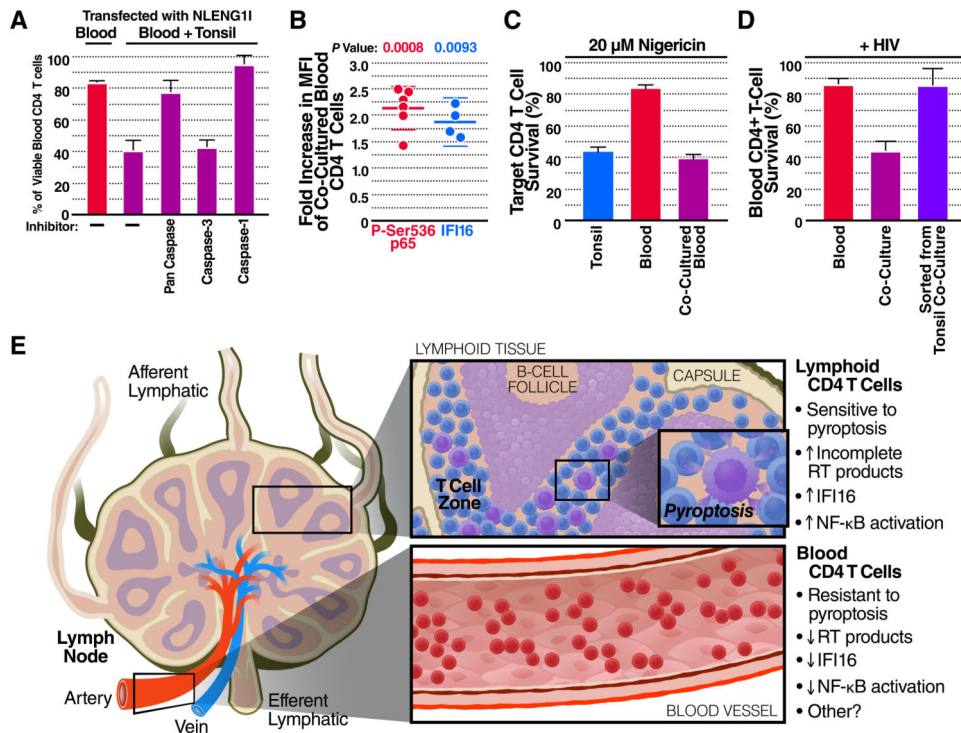 A
Transfected with NLENG1I
Blood
Blood + Tonsil
% of Viable Blood CD4 T cells
100
80
60
40
20
0
Inhibitor:
–
–
Pan Caspase
Caspase-3
Caspase-1
B
P Value: 0.0008 0.0093
Fold Increase in MFI
of Co-Cultured Blood
CD4 T Cells
3.0
2.5
2.0
1.5
1.0
0.5
0
P-Ser536
p65
IFI16
C
20 µM Nigericin
Target CD4 T Cell
Survival (%)
100
80
60
40
20
0
Tonsil
Blood
Co-Cultured
Blood
D
+ HIV
Blood CD4+ T-Cell
Survival (%)
100
80
60
40
20
0
Blood
Co-Culture
Sorted from
Tonsil Co-Culture
E
Afferent
Lymphatic
Lymph
Node
Artery
Vein
Efferent
Lymphatic
LYMPHOID TISSUE
B-CELL
FOLLICLE
CAPSULE
T Cell
Zone
Pyroptosis
BLOOD VESSEL
Lymphoid
CD4 T Cells
• Sensitive to
pyroptosis
• ↑Incomplete
RT products
• ↑IFI16
• ↑NF-κB activation
Blood
CD4 T Cells
• Resistant to
pyroptosis
• ↓RT products
• ↓IFI16
• ↓NF-κB activation
• Other?